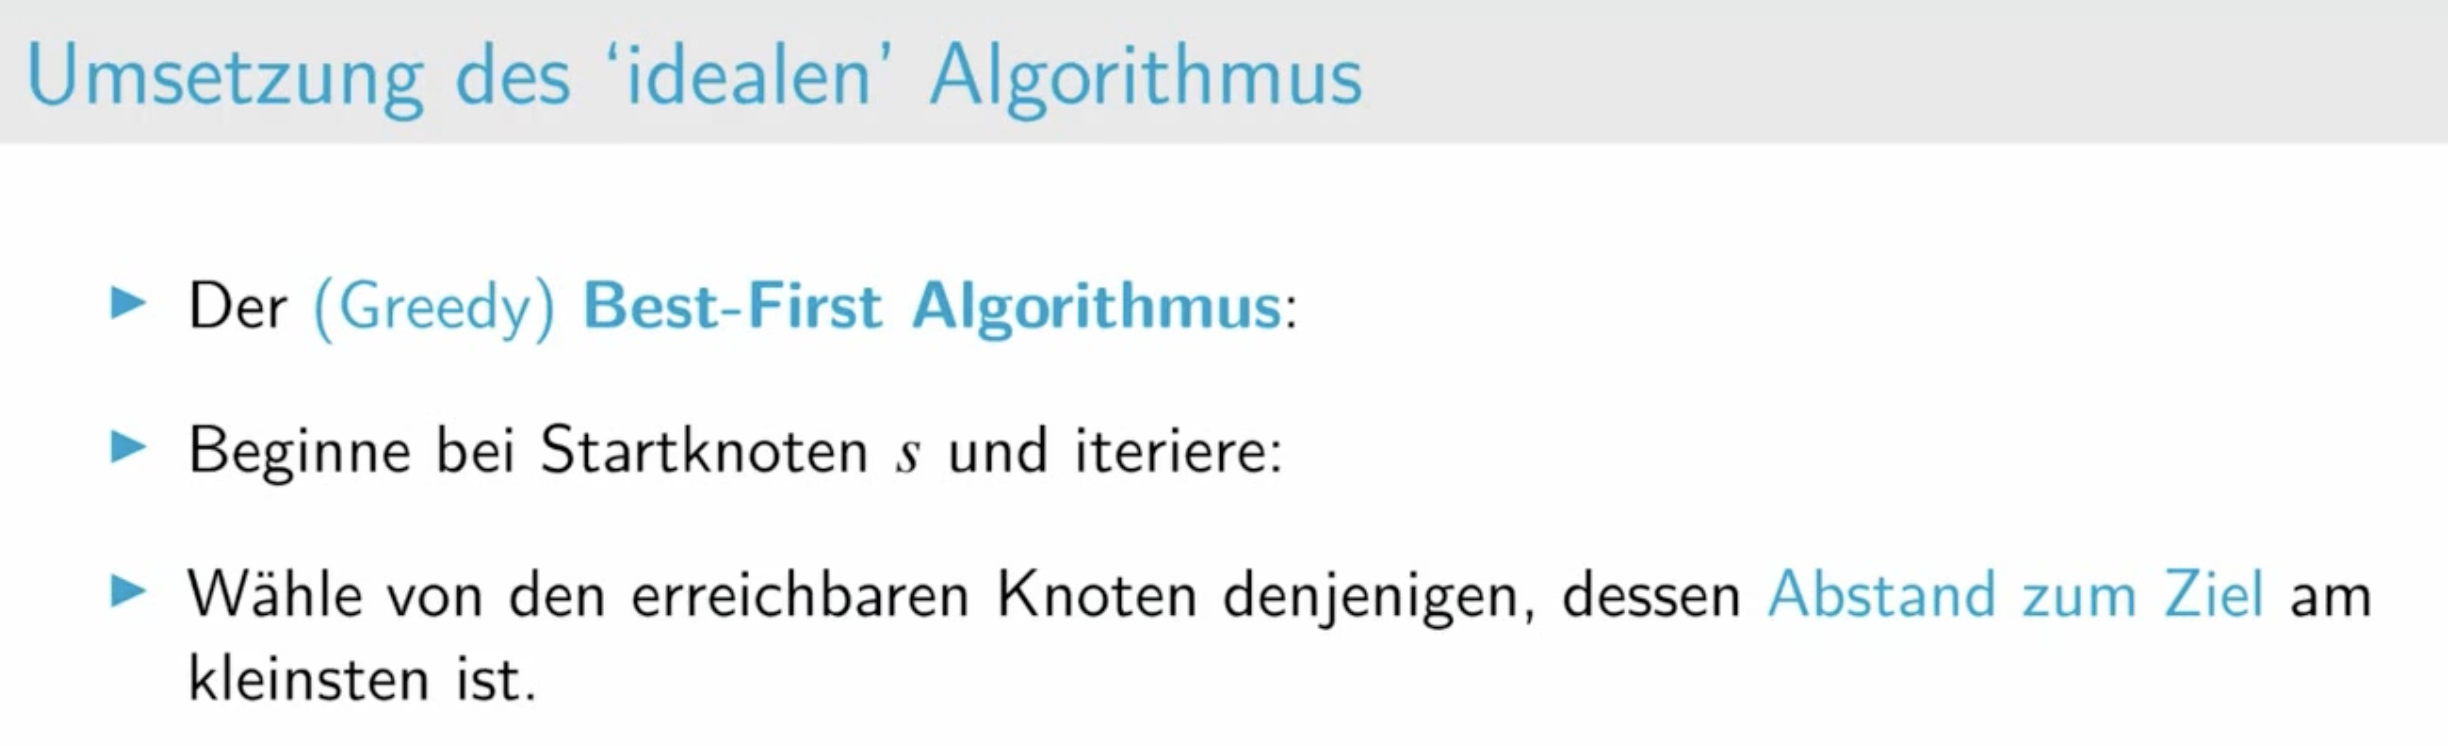 Umsetzung des ‘idealen’ Algorithmus
Der (Greedy) Best-First Algorithmus:
Beginne bei Startknoten s und iteriere:
Wähle von den erreichbaren Knoten denjenigen, dessen Abstand zum Ziel am
kleinsten ist.